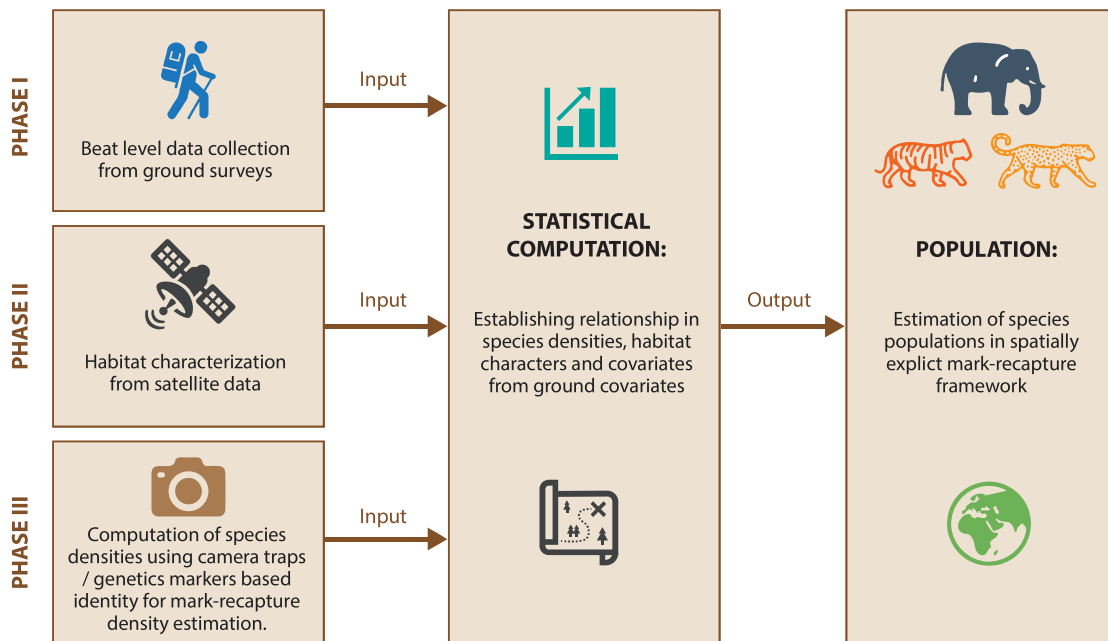 PHASE I
Beat level data collection
from ground surveys
Input
PHASE II
Habitat characterization
from satellite data
Input
PHASE III
Computation of species
densities using camera traps
/ genetics markers based
identity for mark-recapture
density estimation.
Input
STATISTICAL
COMPUTATION:
Establishing relationship in
species densities, habitat
characters and covariates
from ground covariates
Output
POPULATION:
Estimation of species
populations in spatially
explict mark-recapture
framework